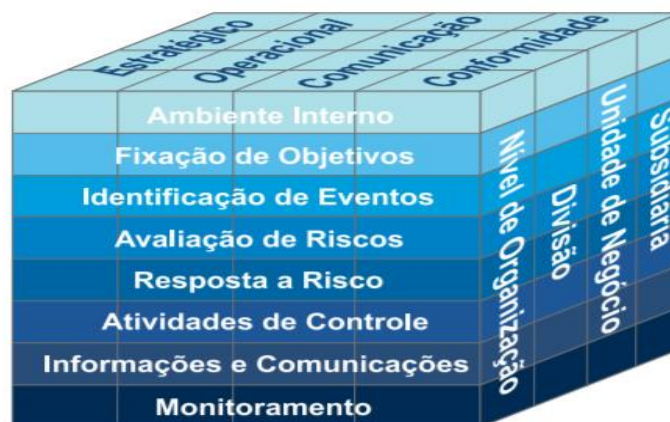 Estratégico
Operacional
Comunicação
Conformidade
Ambiente Interno
Fixação de Objetivos
Identificação de Eventos
Avaliação de Riscos
Resposta a Risco
Atividades de Controle
Informações e Comunicações
Monitoramento
Nível de Organização
Divisão
Unidade de Negócio
Subsidiária